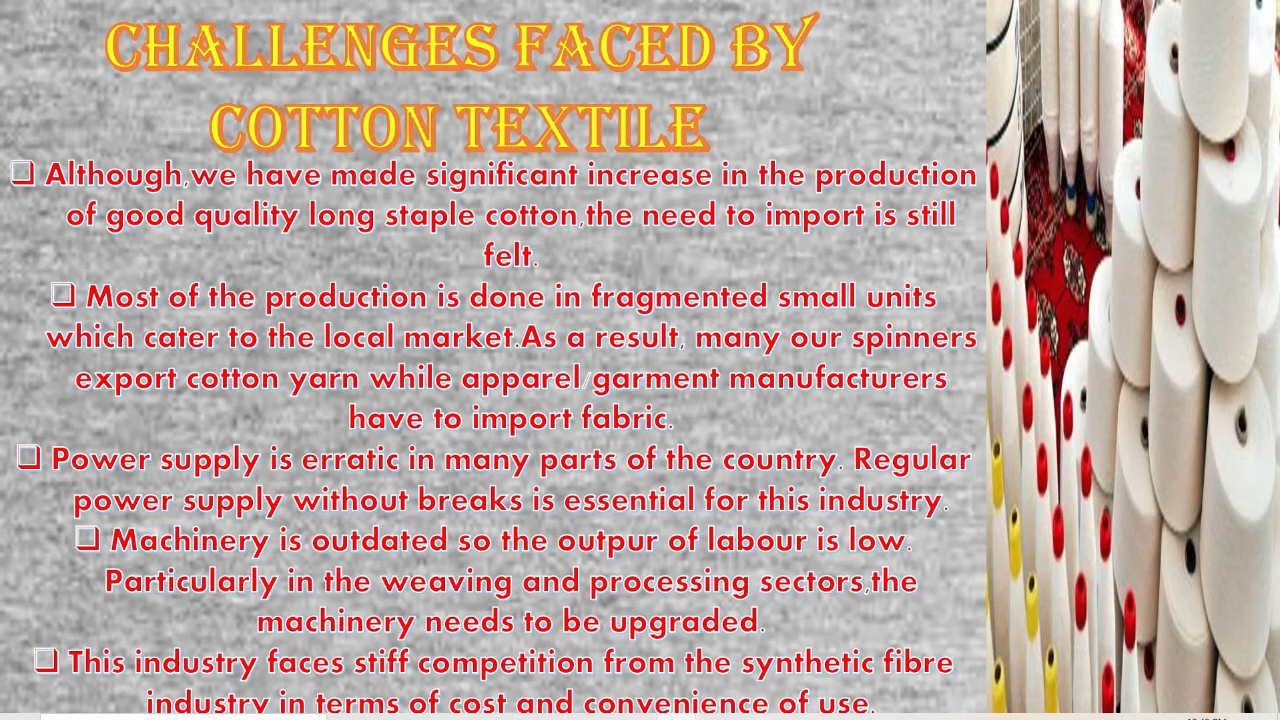 CHALLENGES FACED BY
COTTON TEXTILE
❑ Although,we have made significant increase in the production
of good quality long staple cotton,the need to import is still
felt.
❑ Most of the production is done in fragmented small units
which cater to the local market.As a result, many our spinners
export cotton yarn while apparel/garment manufacturers
have to import fabric.
❑ Power supply is erratic in many parts of the country. Regular
power supply without breaks is essential for this industry.
❑ Machinery is outdated so the outpur of labour is low.
Particularly in the weaving and processing sectors,the
machinery needs to be upgraded.
❑ This industry faces stiff competition from the synthetic fibre
industry in terms of cost and convenience of use.